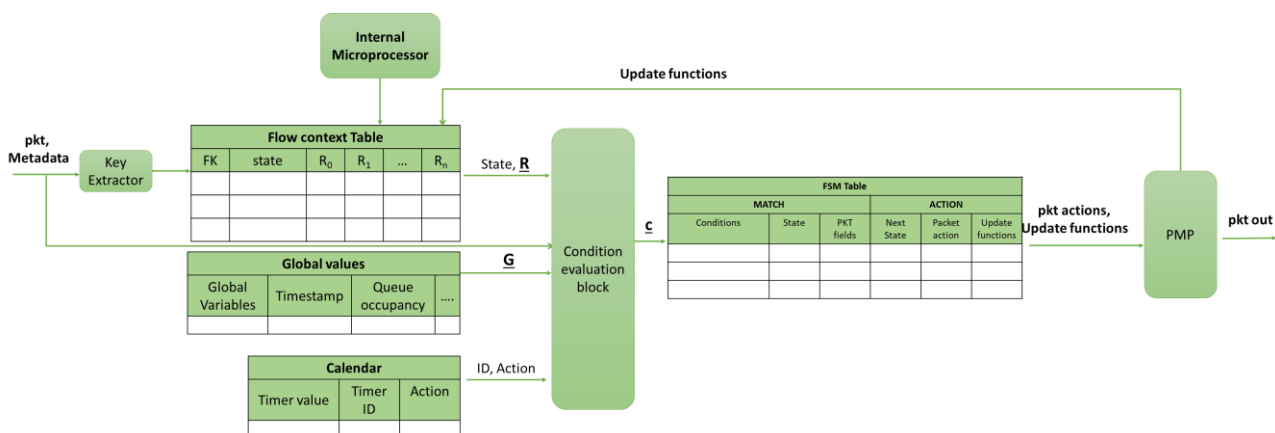 Internal
Microprocessor
Update functions
pkt,
Metadata
Key
Extractor
Flow context Table
FK state R0 R1 ... Rn
State, R
Global values
Global
Variables
Timestamp
Queue
occupancy
....
G
Calendar
Timer value
Timer
ID
Action
ID, Action
Condition
evaluation
block
c
FSM Table
MATCH ACTION
Conditions
State
PKT
fields
Next
State
Packet
action
Update
functions
pkt actions,
Update functions
PMP
pkt out